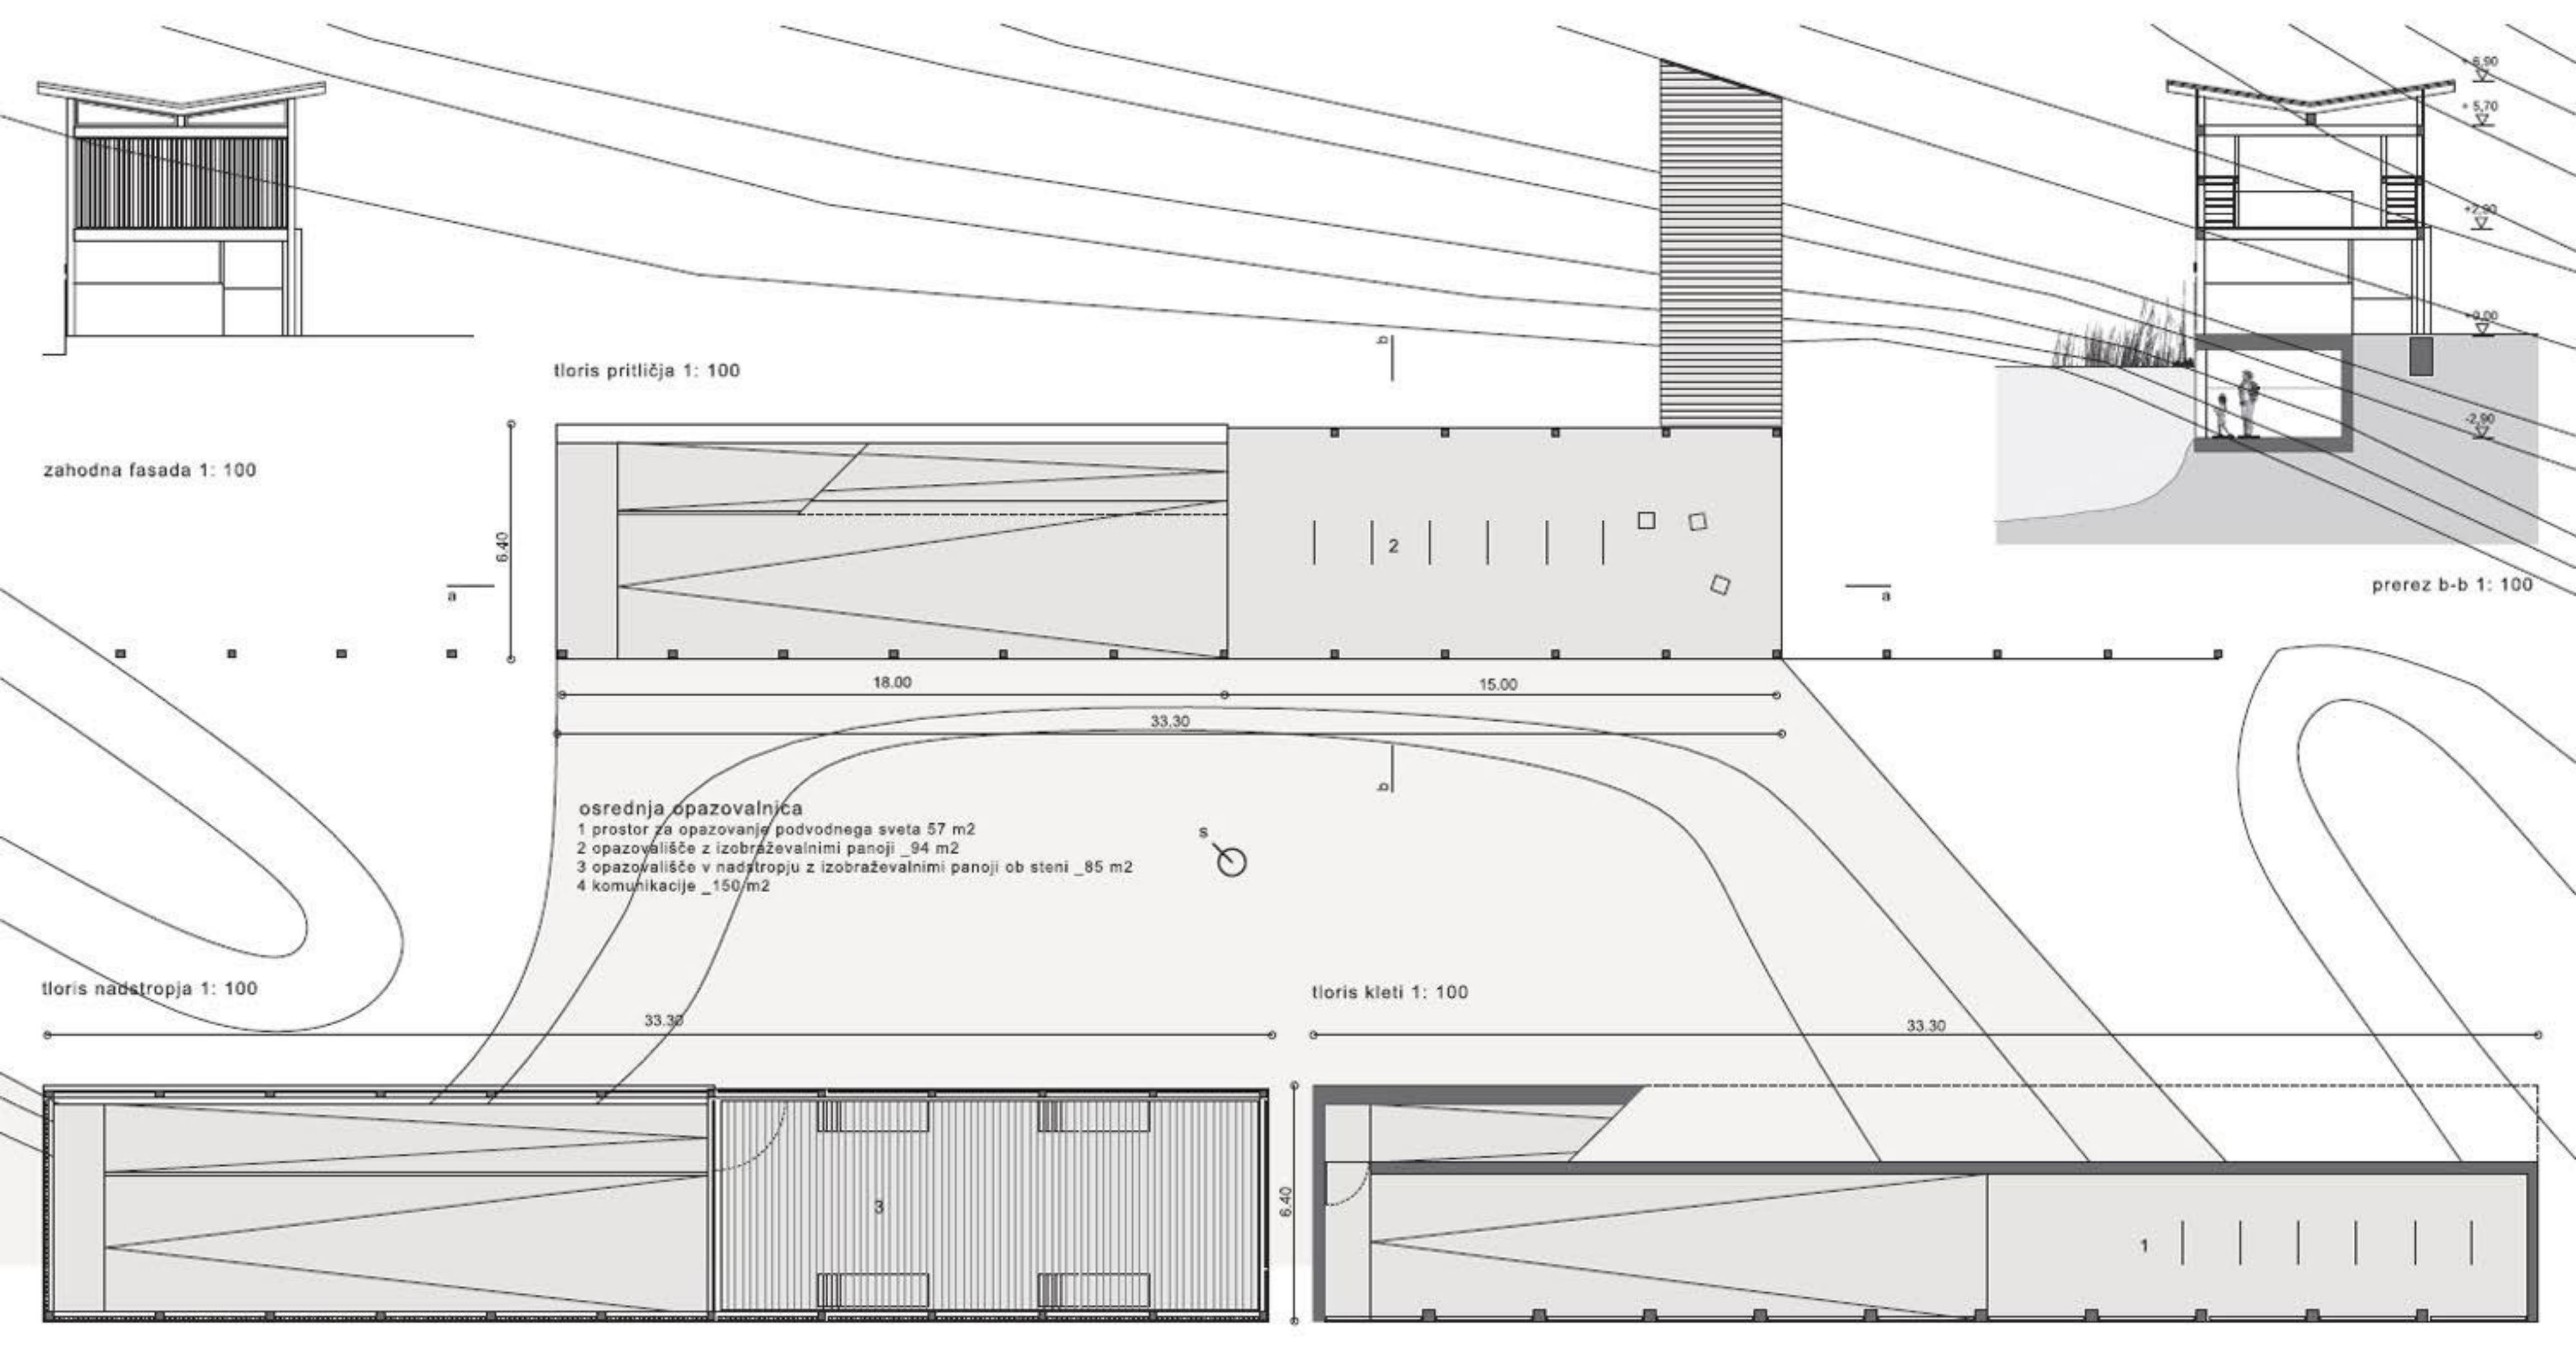 + 6,90
+ 5,70
+2,90
+0,00
-2,90
tloris pritličja 1: 100
b
zahodna fasada 1: 100
6.40
2
a
a
prerez b-b 1: 100
18.00
15.00
33.30
b
osrednja opazovalnica
1 prostor za opazovanje podvodnega sveta 57 m2
2 opazovališče z izobraževalnimi panoji _94 m2
3 opazovališče v nadstropju z izobraževalnimi panoji ob steni _85 m2
4 komunikacije _150 m2
s
tloris nadstropja 1: 100
tloris kleti 1: 100
33.30
33.30
3
6.40
1